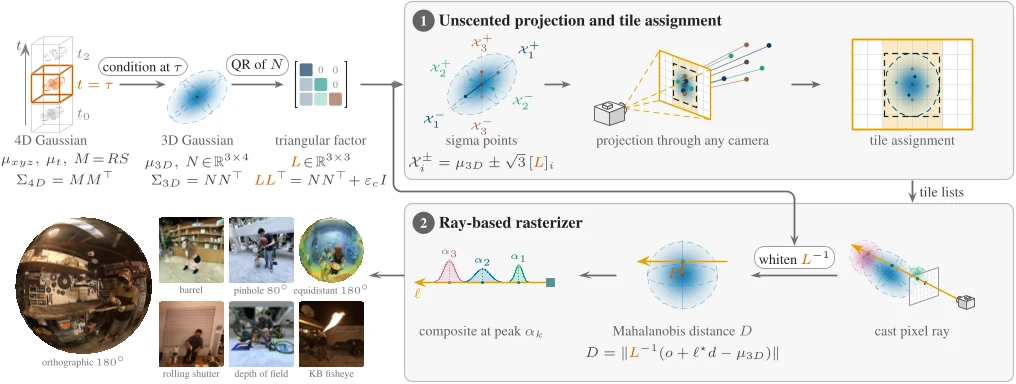 t
t₂
t = τ
t₀
4D Gaussian
μ_xyz, μ_t, M = RS
Σ_4D = MM^⊤
condition at τ
3D Gaussian
μ_3D, N ∈ ℝ^{3×4}
Σ_3D = NN^⊤
QR of N
0 0
0
triangular factor
L ∈ ℝ^{3×3}
LL^⊤ = NN^⊤ + ε_c I
1 Unscented projection and tile assignment
𝒳₃⁺
𝒳₁⁺
𝒳₂⁺
𝒳₂⁻
𝒳₁⁻
𝒳₃⁻
sigma points
𝒳ᵢ^± = μ_3D ± √3 [L]ᵢ
projection through any camera
tile assignment
tile lists
2 Ray-based rasterizer
α₃
α₂
α₁
ℓ
composite at peak α_k
D
Mahalanobis distance D
D = ‖L⁻¹(o + ℓ*d − μ_3D)‖
whiten L⁻¹
cast pixel ray
orthographic 180°
barrel
pinhole 80°
equidistant 180°
rolling shutter
depth of field
KB fisheye